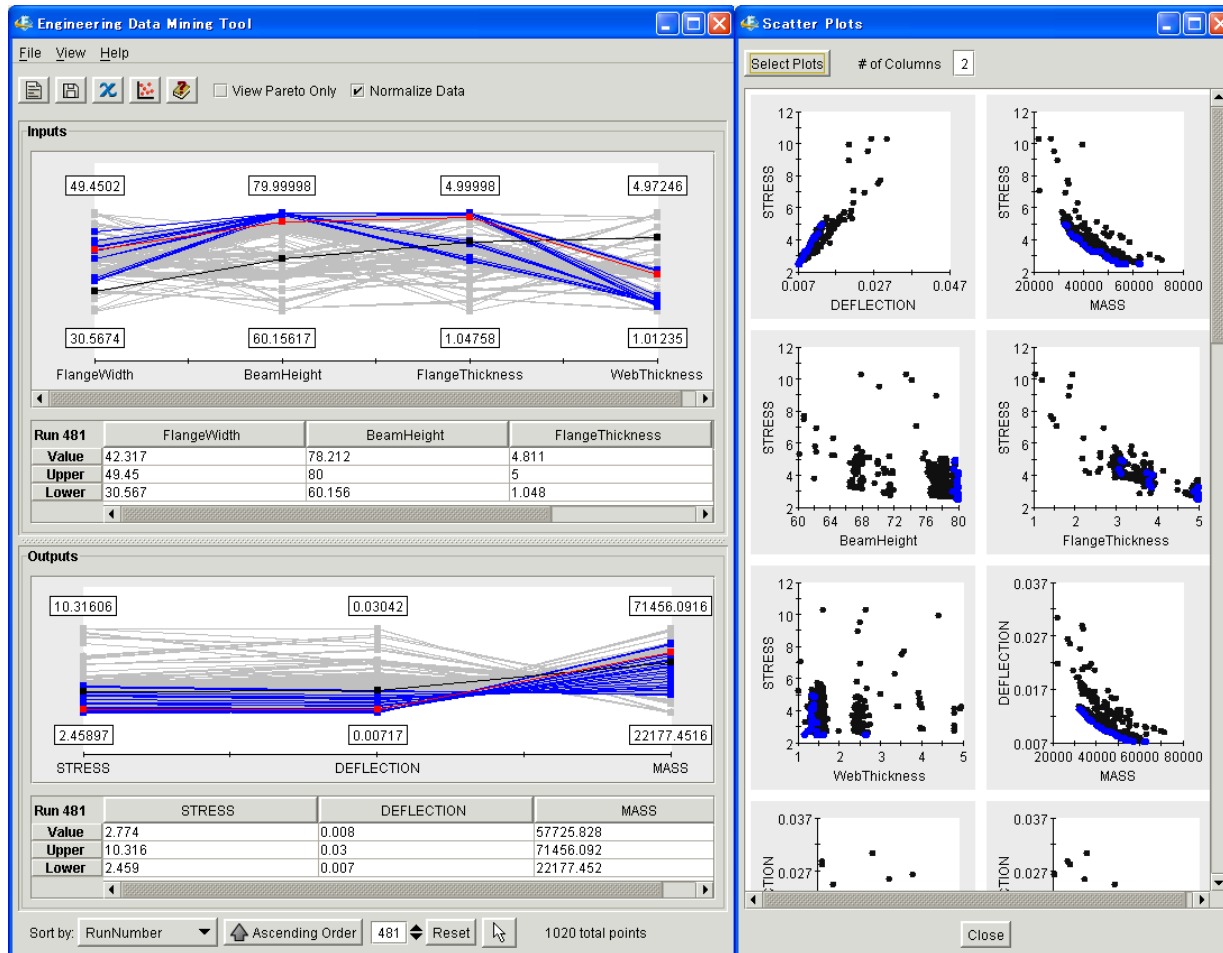 Engineering Data Mining Tool
File View Help
View Pareto Only Normalize Data
Inputs
49.4502 79.99998 4.99998 4.97246
30.5674 60.15617 1.04758 1.01235
FlangeWidth BeamHeight FlangeThickness WebThickness
Run 481 FlangeWidth BeamHeight FlangeThickness
Value 42.317 78.212 4.811
Upper 49.45 80 5
Lower 30.567 60.156 1.048
Outputs
10.31606 0.03042 71456.0916
2.45897 0.00717 22177.4516
STRESS DEFLECTION MASS
Run 481 STRESS DEFLECTION MASS
Value 2.774 0.008 57725.828
Upper 10.316 0.03 71456.092
Lower 2.459 0.007 22177.452
Sort by: RunNumber Ascending Order 481 Reset 1020 total points
Scatter Plots
Select Plots # of Columns 2
12
10
8
6
4
2
STRESS
0.007 0.027 0.047
DEFLECTION
12
10
8
6
4
2
STRESS
20000 40000 60000 80000
MASS
12
10
8
6
4
2
STRESS
60 64 68 72 76 80
BeamHeight
12
10
8
6
4
2
STRESS
1 2 3 4 5
FlangeThickness
12
10
8
6
4
2
STRESS
1 2 3 4 5
WebThickness
0.037
0.027
0.017
0.007
DEFLECTION
20000 40000 60000 80000
MASS
0.037
0.027
CTION
0.037
0.027
CTION
Close